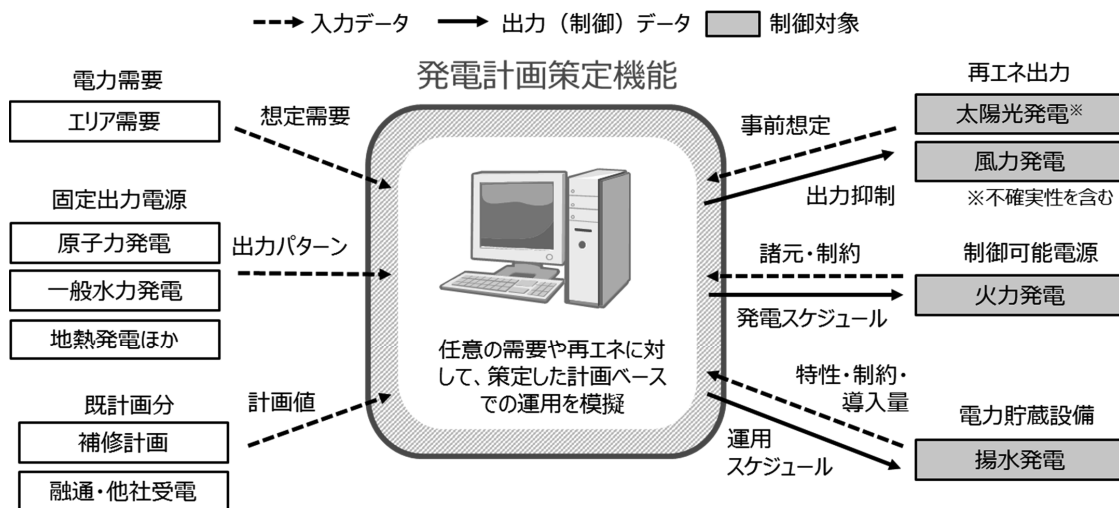 入力データ
出力（制御）データ
制御対象
発電計画策定機能
電力需要
エリア需要
想定需要
固定出力電源
原子力発電
一般水力発電
地熱発電ほか
出力パターン
既計画分
補修計画
融通・他社受電
計画値
任意の需要や再エネに対
して、策定した計画ベース
での運用を模擬
再エネ出力
太陽光発電※
風力発電
※不確実性を含む
事前想定
出力抑制
制御可能電源
火力発電
諸元・制約
発電スケジュール
電力貯蔵設備
揚水発電
特性・制約・
導入量
運用
スケジュール